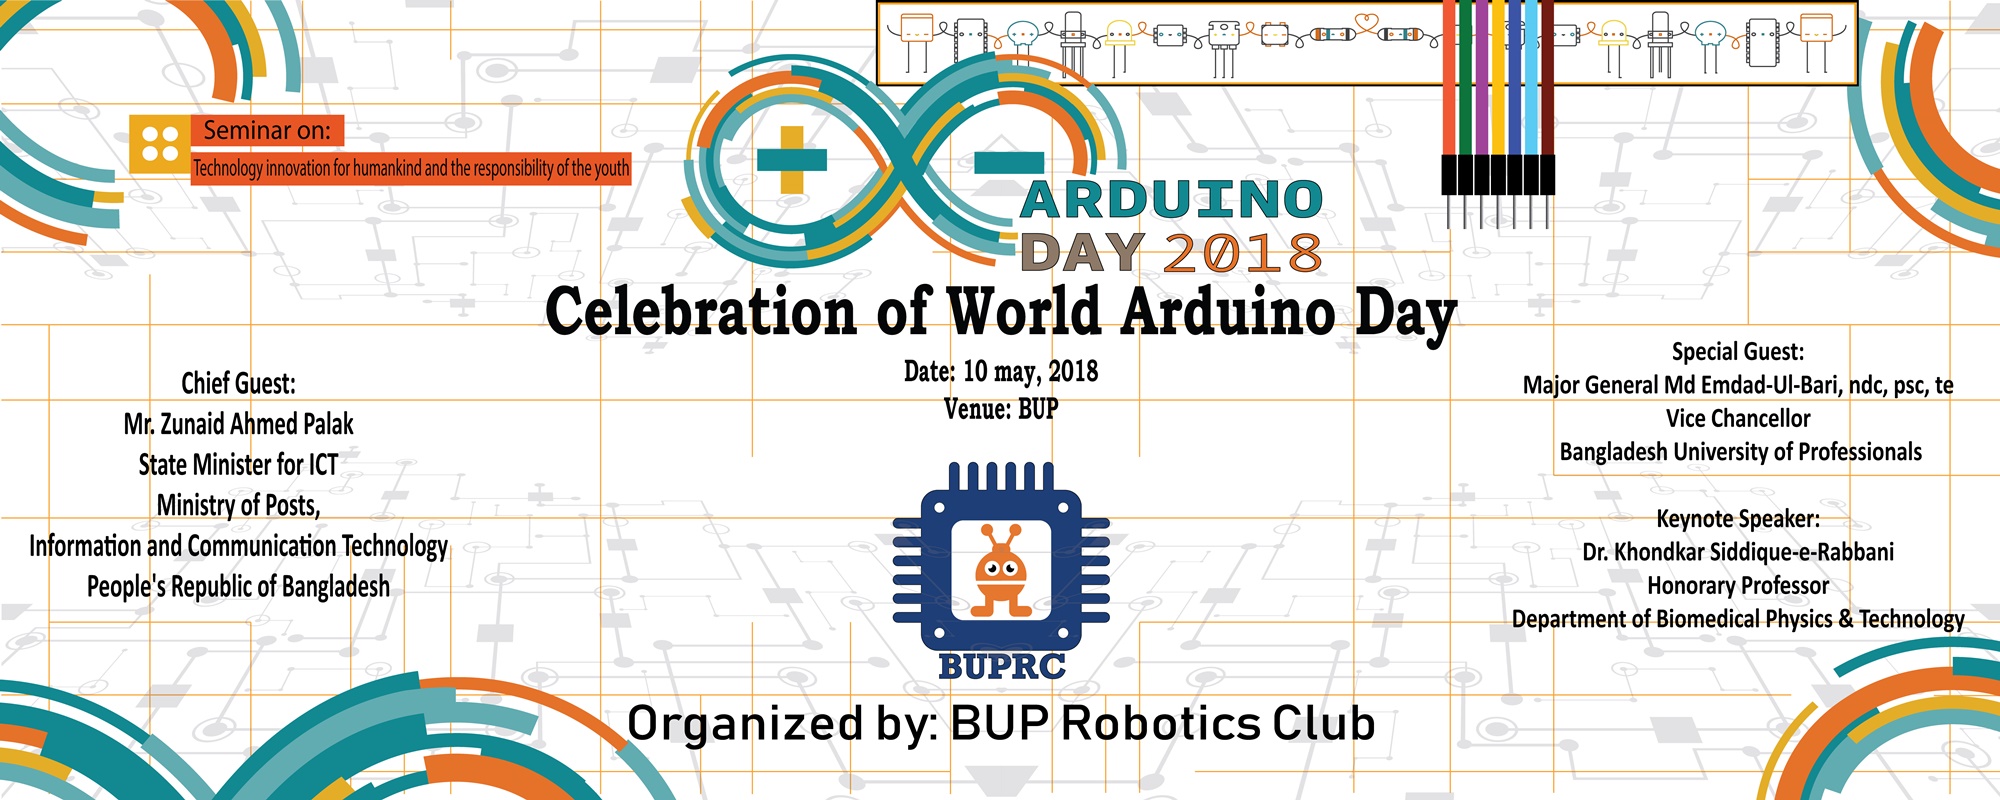 Seminar on:
Technology innovation for humankind and the responsibility of the youth
ARDUINO
DAY 2018
Celebration of World Arduino Day
Date: 10 may, 2018
Venue: BUP
Chief Guest:
Mr. Zunaid Ahmed Palak
State Minister for ICT
Ministry of Posts,
Information and Communication Technology
People's Republic of Bangladesh
Special Guest:
Major General Md Emdad-Ul-Bari, ndc, psc, te
Vice Chancellor
Bangladesh University of Professionals
Keynote Speaker:
Dr. Khondkar Siddique-e-Rabbani
Honorary Professor
Department of Biomedical Physics & Technology
BUPRC
Organized by: BUP Robotics Club